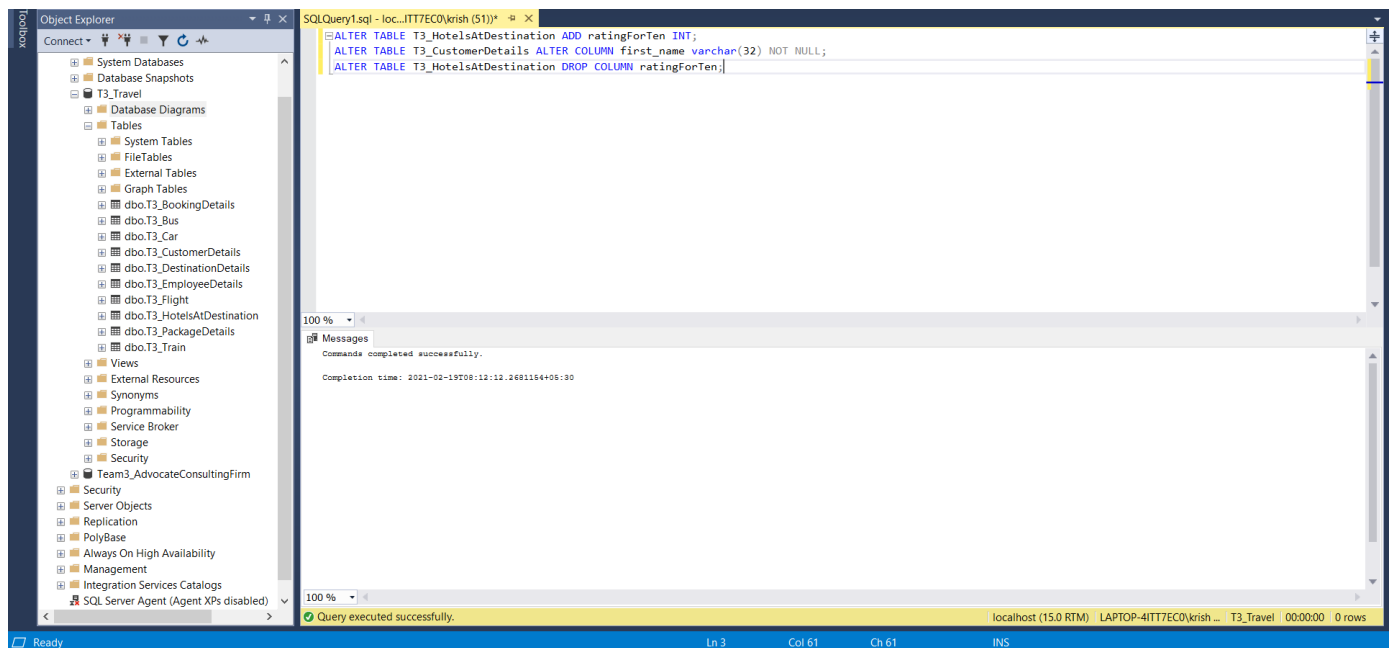 Toolbox
Object Explorer
Connect
System Databases
Database Snapshots
T3_Travel
Database Diagrams
Tables
System Tables
FileTables
External Tables
Graph Tables
dbo.T3_BookingDetails
dbo.T3_Bus
dbo.T3_Car
dbo.T3_CustomerDetails
dbo.T3_DestinationDetails
dbo.T3_EmployeeDetails
dbo.T3_Flight
dbo.T3_HotelsAtDestination
dbo.T3_PackageDetails
dbo.T3_Train
Views
External Resources
Synonyms
Programmability
Service Broker
Storage
Security
Team3_AdvocateConsultingFirm
Security
Server Objects
Replication
PolyBase
Always On High Availability
Management
Integration Services Catalogs
SQL Server Agent (Agent XPs disabled)
SQLQuery1.sql - loc...ITT7EC0\krish (51))*
ALTER TABLE T3_HotelsAtDestination ADD ratingForTen INT;
ALTER TABLE T3_CustomerDetails ALTER COLUMN first_name varchar(32) NOT NULL;
ALTER TABLE T3_HotelsAtDestination DROP COLUMN ratingForTen;
100 %
Messages
Commands completed successfully.
Completion time: 2021-02-19T08:12:12.2681154+05:30
100 %
Query executed successfully. localhost (15.0 RTM) LAPTOP-4ITT7EC0\krish ... T3_Travel 00:00:00 0 rows
Ready Ln 3 Col 61 Ch 61 INS